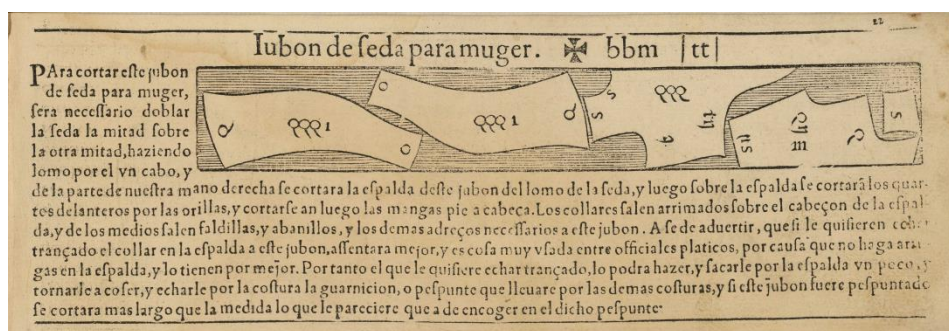 22
Iubon de seda para muger. ✠ bbm |tt|
PAra cortar este jubon
de seda para muger,
sera necessario doblar
la seda la mitad sobre
la otra mitad, haziendo
lomo por el vn cabo, y
de la parte de nuestra mano derecha se cortara la espalda deste jubon del lomo de la seda, y luego sobre la espalda se cortarā los quar-
tos delanteros por las orillas, y cortarse an luego las mangas pie a cabeça. Los collares salen arrimados sobre el cabeçon de la espal-
da, y de los medios salen faldillas, y abanillos, y los demas adreços necessarios a este jubon. A se de aduertir, que si le quisieren echar
trançado el collar en la espalda a este jubon, assentara mejor, y es cosa muy vsada entre officiales platicos, por causa que no haga arru-
gas en la espalda, y lo tienen por mejor. Por tanto el que le quisiere echar trançado, lo podra hazer, y sacarle por la espalda vn poco, y
tornarle a coser, y echarle por la costura la guarnicion, o pespunte que lleuare por las demas costuras, y si este jubon fuere pespuntado
se cortara mas largo que la medida lo que le pareciere que a de encoger en el dicho pespunte.